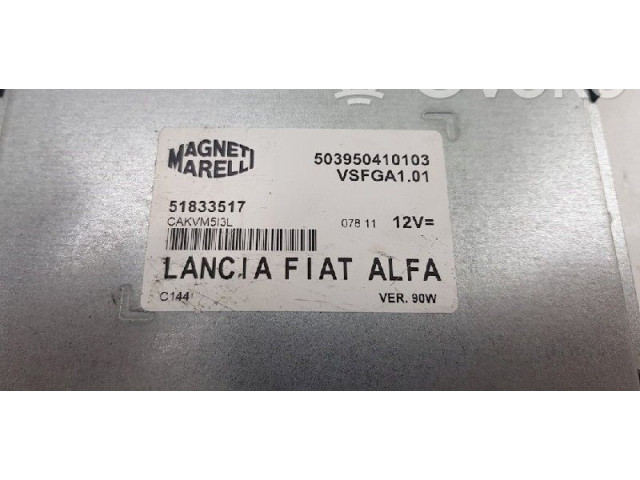 MAGNETI
MARELLI
503950410103
VSFGA1.01
51833517
CAKVM5I3L
078 11 12V=
LANCIA FIAT ALFA
C144
VER. 90W